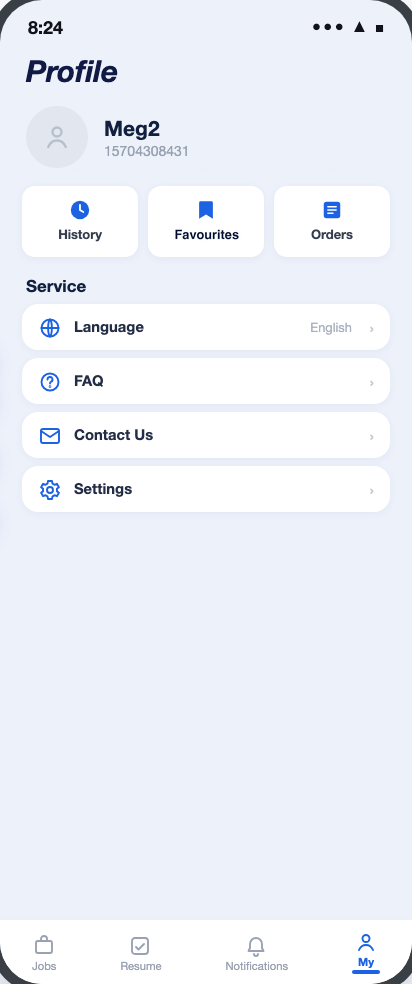 8:24
Profile
Meg2
15704308431
History
Favourites
Orders
Service
Language English
FAQ
Contact Us
Settings
Jobs
Resume
Notifications
My